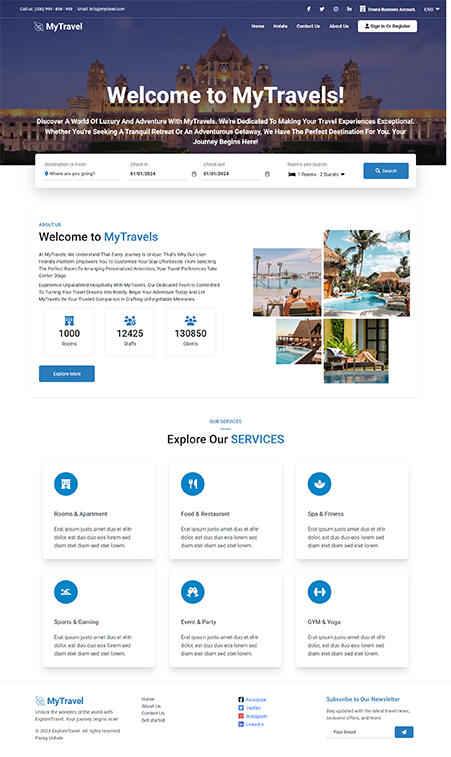 Call us: (000) 999 - 898 - 999 Email: info@mytravel.com Create Business Account. ENG
MyTravel Home Hotels Contact Us About Us Sign In Or Register
Welcome to MyTravels!
Discover A World Of Luxury And Adventure With MyTravels. We're Dedicated To Making Your Travel Experiences Exceptional.
Whether You're Seeking A Tranquil Retreat Or An Adventurous Getaway, We Have The Perfect Destination For You. Your
Journey Begins Here!
Destination or Hotel Check-in Check-out Rooms and Guests
Where are you going? 01/01/2024 01/01/2024 1 Rooms · 2 Guests Search
ABOUT US
Welcome to MyTravels
At MyTravels, We Understand That Every Journey Is Unique. That's Why Our User-
Friendly Platform Empowers You To Customize Your Stay Effortlessly. From Selecting
The Perfect Room To Arranging Personalized Amenities, Your Travel Preferences Take
Center Stage.
Experience Unparalleled Hospitality With MyTravels. Our Dedicated Team Is Committed
To Turning Your Travel Dreams Into Reality. Begin Your Adventure Today And Let
MyTravels Be Your Trusted Companion In Crafting Unforgettable Memories.
1000 12425 130850
Rooms Staffs Clients
Explore More
OUR SERVICES
Explore Our SERVICES
Rooms & Apartment
Erat ipsum justo amet duo et elitr
dolor, est duo duo eos lorem sed
diam stet diam sed stet lorem.
Food & Restaurant
Erat ipsum justo amet duo et elitr
dolor, est duo duo eos lorem sed
diam stet diam sed stet lorem.
Spa & Fitness
Erat ipsum justo amet duo et elitr
dolor, est duo duo eos lorem sed
diam stet diam sed stet lorem.
Sports & Gaming
Erat ipsum justo amet duo et elitr
dolor, est duo duo eos lorem sed
diam stet diam sed stet lorem.
Event & Party
Erat ipsum justo amet duo et elitr
dolor, est duo duo eos lorem sed
diam stet diam sed stet lorem.
GYM & Yoga
Erat ipsum justo amet duo et elitr
dolor, est duo duo eos lorem sed
diam stet diam sed stet lorem.
MyTravel
Unlock the wonders of the world with
ExploreTravel. Your journey begins now!
© 2023 ExploreTravel. All rights reserved
Parag Unhale
Home
About Us
Contact Us
Get started
Facebook
Twitter
Instagram
LinkedIn
Subscribe to Our Newsletter
Stay updated with the latest travel news,
exclusive offers, and more.
Your Email